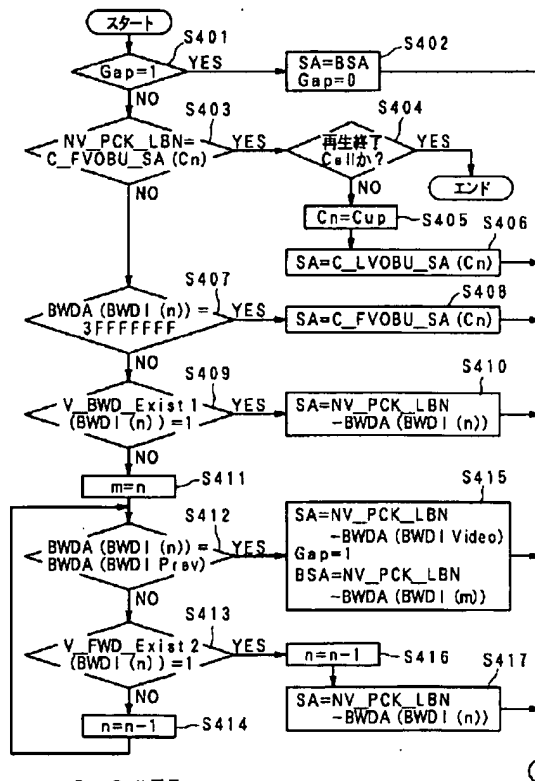 スタート
S401
Gap=1
YES
S402
SA=BSA
Gap=0
NO
S403
NV_PCK_LBN=
C_FVOBU_SA(Cn)
YES
S404
再生終了
Cellか?
YES
エンド
NO
NO
Cn=Cup
S405
S406
SA=C_LVOBU_SA(Cn)
S407
BWDA(BWDI(n))=
3FFFFFFF
YES
S408
SA=C_FVOBU_SA(Cn)
NO
S409
V_BWD_Exist1
(BWDI(n))=1
YES
S410
SA=NV_PCK_LBN
-BWDA(BWDI(n))
NO
m=n
S411
S412
BWDA(BWDI(n))=
BWDA(BWDI Prev)
YES
S415
SA=NV_PCK_LBN
-BWDA(BWDI Video)
Gap=1
BSA=NV_PCK_LBN
-BWDA(BWDI(m))
NO
S413
V_FWD_Exist2
(BWDI(n))=1
YES
n=n-1
S416
S417
SA=NV_PCK_LBN
-BWDA(BWDI(n))
NO
n=n-1
S414